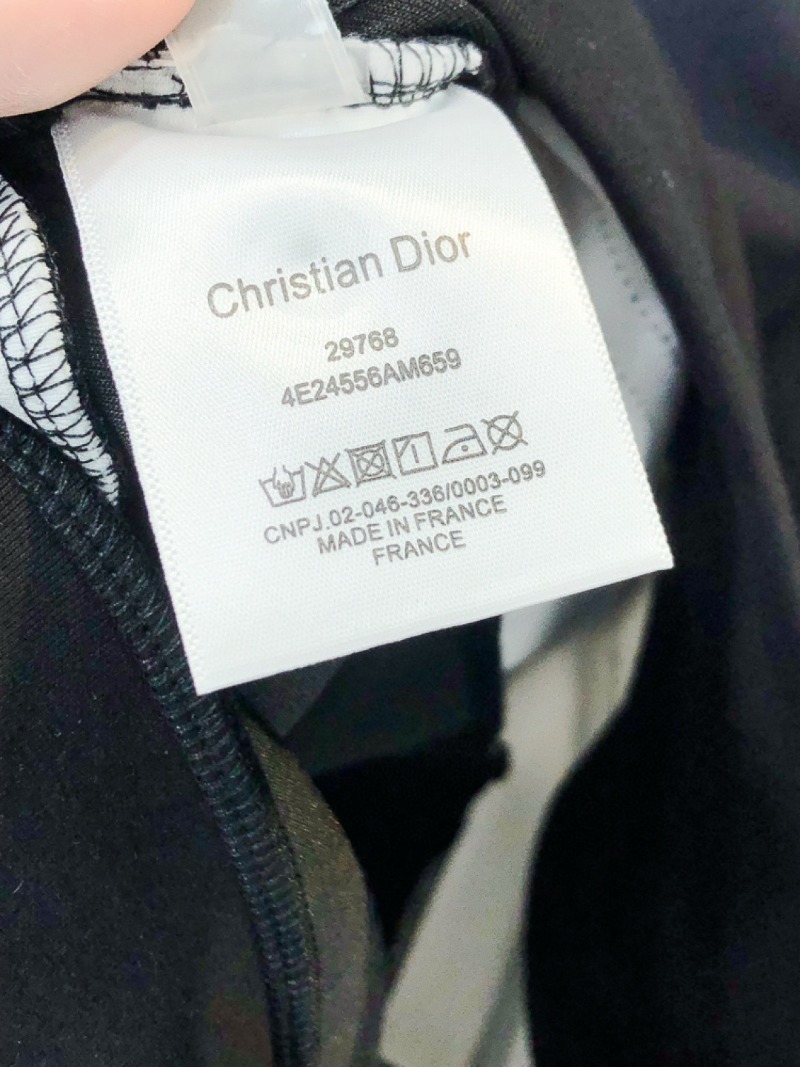 Christian Dior
29768
4E24556AM659
CNPJ.02-046-336/0003-099
MADE IN FRANCE
FRANCE